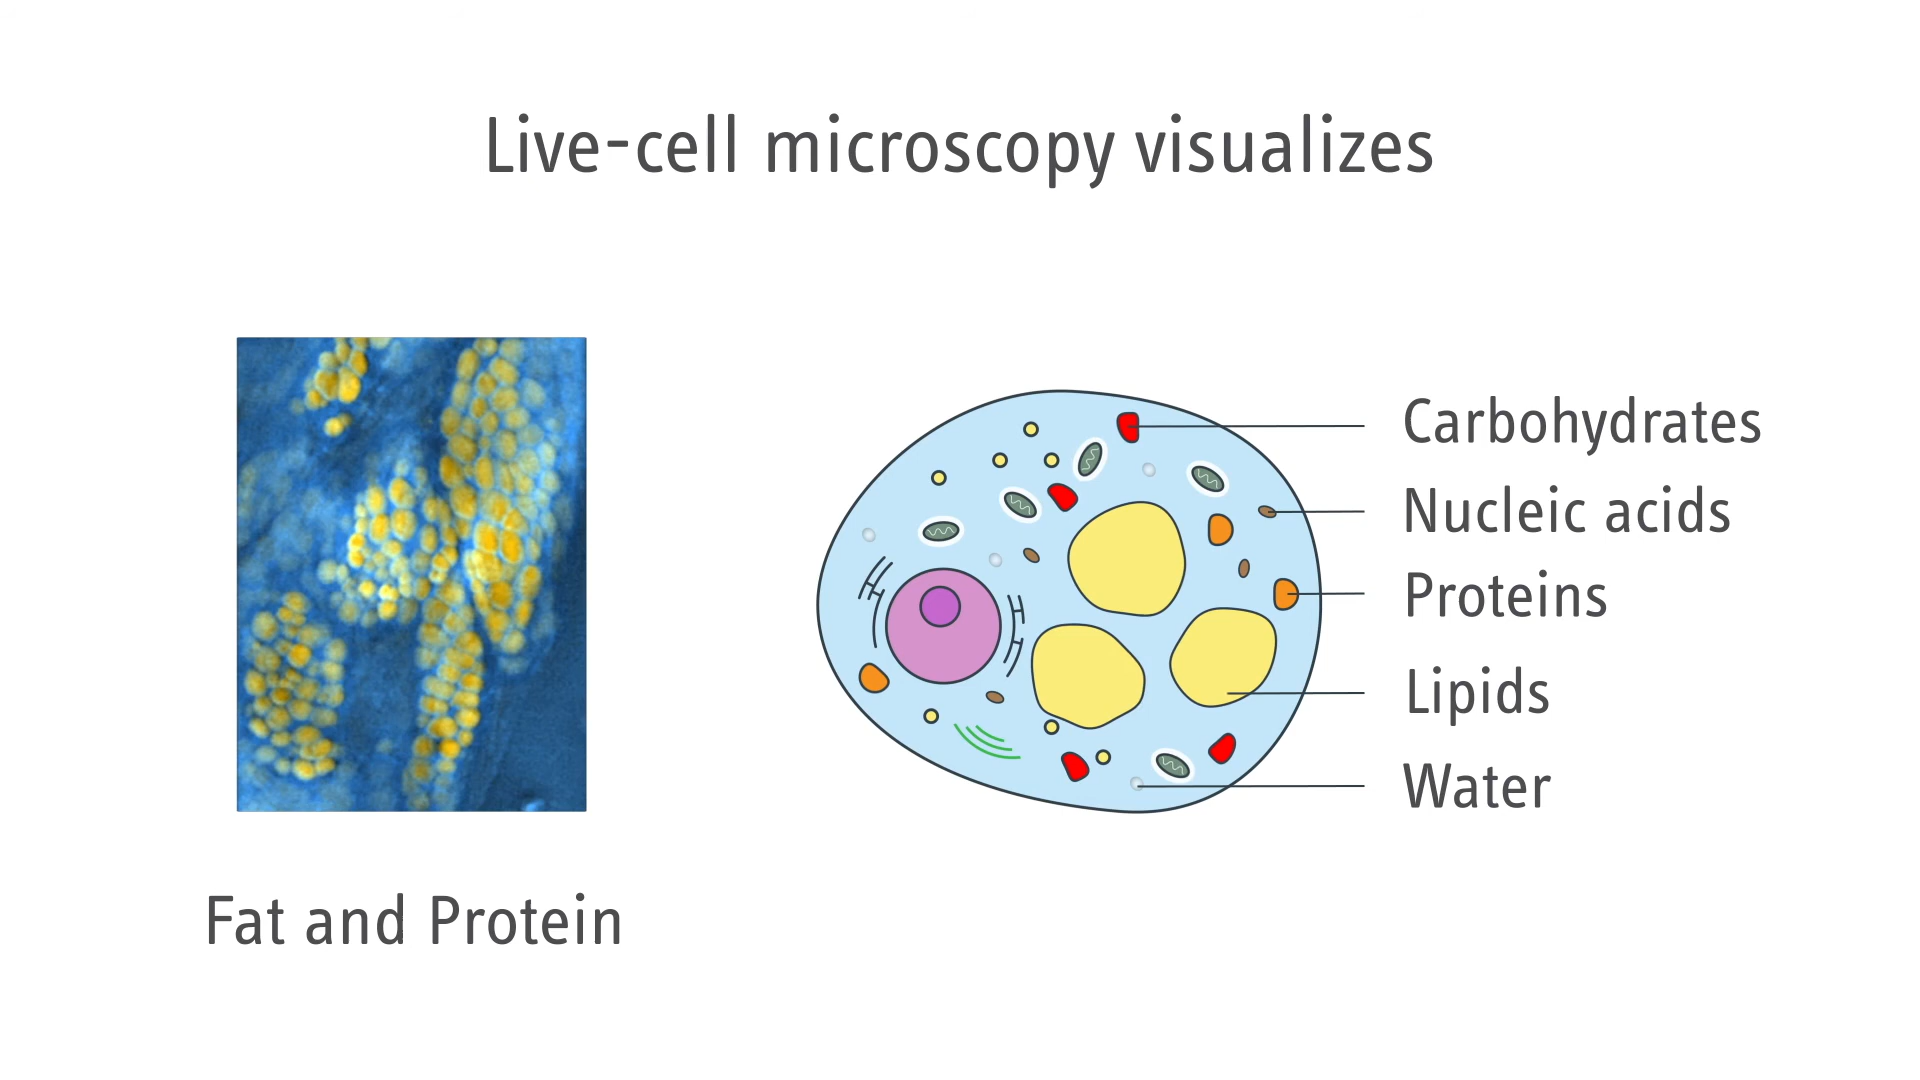 Live-cell microscopy visualizes
Carbohydrates
Nucleic acids
Proteins
Lipids
Water
Fat and Protein